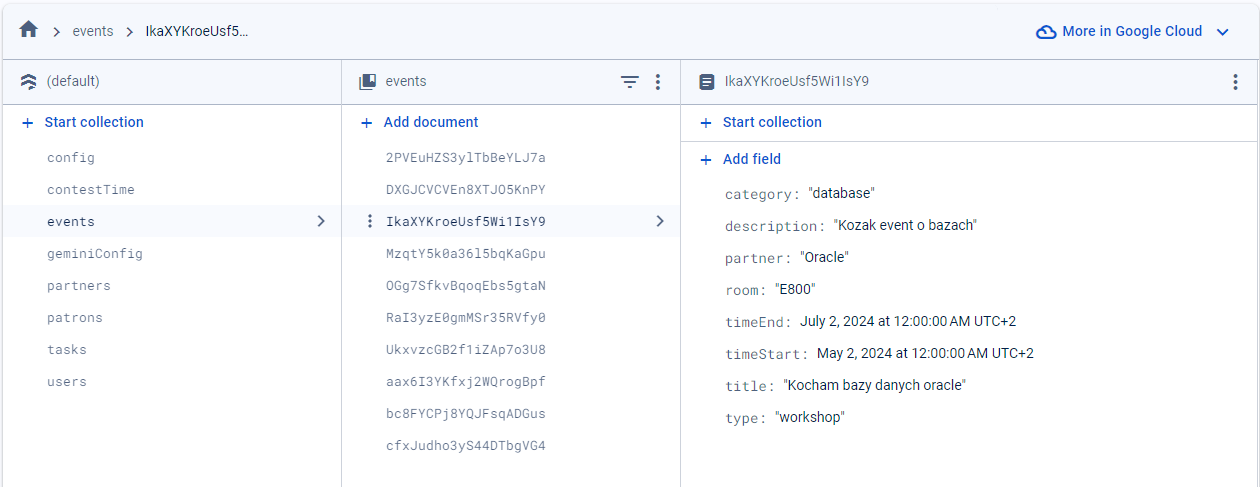 events
IkaXYKroeUsf5…
More in Google Cloud
(default)
events
IkaXYKroeUsf5Wi1IsY9
+ Start collection
+ Add document
+ Start collection
config
contestTime
events
geminiConfig
partners
patrons
tasks
users
2PVEuHZS3ylTbBeYLJ7a
DXGJCVCVEn8XTJO5KnPY
IkaXYKroeUsf5Wi1IsY9
MzqtY5k0a36l5bqKaGpu
OGg7SfkvBqoqEbs5gtaN
RaI3yzE0gmMSr35RVfy0
UkxvzcGB2f1iZAp7o3U8
aax6I3YKfxj2WQrogBpf
bc8FYCPj8YQJFsqADGus
cfxJudho3yS44DTbgVG4
+ Add field
category: "database"
description: "Kozak event o bazach"
partner: "Oracle"
room: "E800"
timeEnd: July 2, 2024 at 12:00:00 AM UTC+2
timeStart: May 2, 2024 at 12:00:00 AM UTC+2
title: "Kocham bazy danych oracle"
type: "workshop"